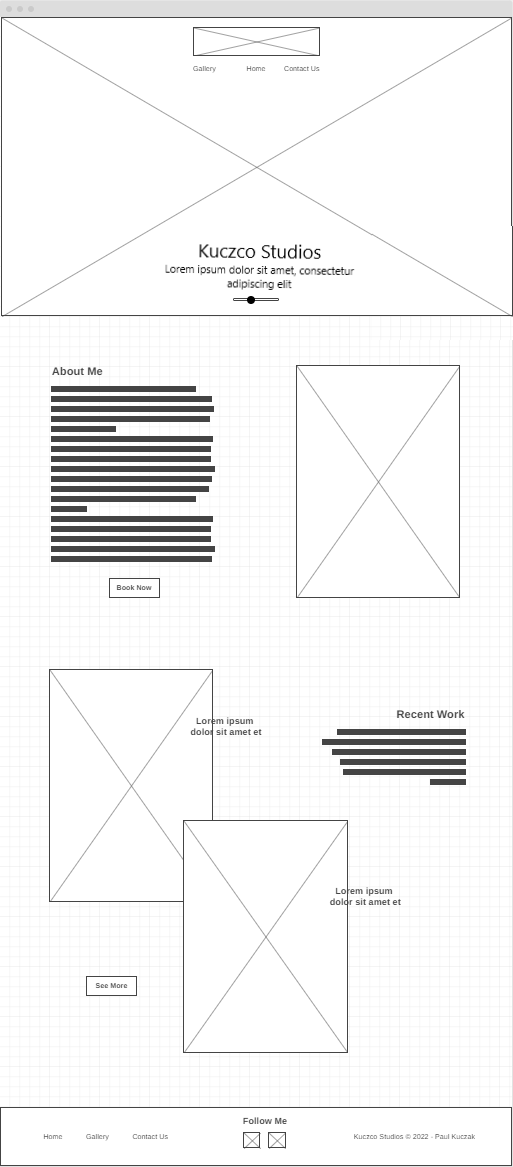 Gallery Home Contact Us
Kuczco Studios
Lorem ipsum dolor sit amet, consectetur
adipiscing elit
About Me
Book Now
Lorem ipsum
dolor sit amet et
Recent Work
Lorem ipsum
dolor sit amet et
See More
Follow Me
Home Gallery Contact Us
Kuczco Studios © 2022 - Paul Kuczak